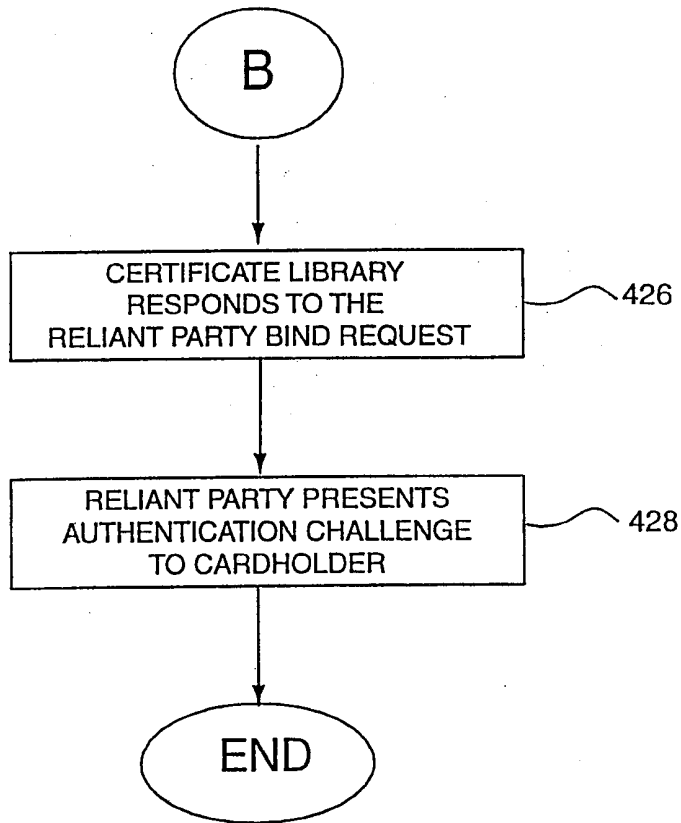 B
CERTIFICATE LIBRARY
RESPONDS TO THE
RELIANT PARTY BIND REQUEST
426
RELIANT PARTY PRESENTS
AUTHENTICATION CHALLENGE
TO CARDHOLDER
428
END